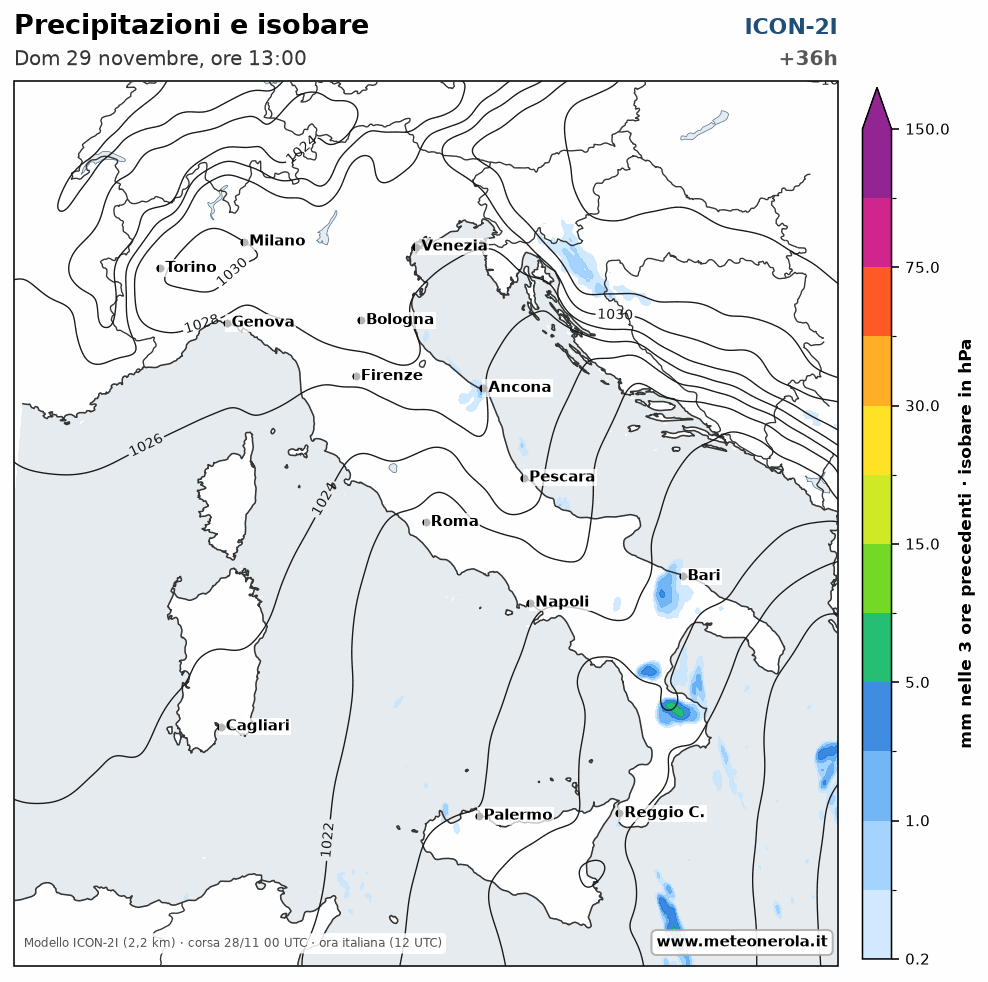 Precipitazioni e isobare
ICON-2I
Dom 29 novembre, ore 13:00
+36h
1024
Milano
Venezia
Torino
1030
1030
1028
Genova
Bologna
Firenze
Ancona
1026
Pescara
1024
Roma
Bari
Napoli
Cagliari
Palermo
Reggio C.
1022
Modello ICON-2I (2,2 km) · corsa 28/11 00 UTC · ora italiana (12 UTC)
www.meteonerola.it
150.0
75.0
30.0
15.0
5.0
1.0
0.2
mm nelle 3 ore precedenti · isobare in hPa